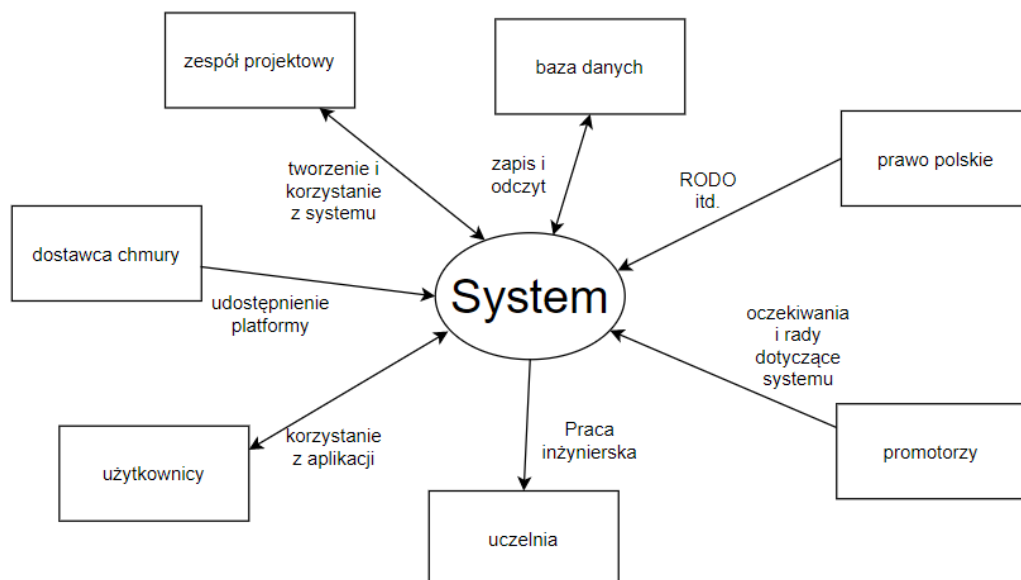 zespół projektowy
baza danych
prawo polskie
tworzenie i
korzystanie
z systemu
zapis i
odczyt
RODO
itd.
dostawca chmury
udostępnienie
platformy
System
oczekiwania
i rady
dotyczące
systemu
użytkownicy
korzystanie
z aplikacji
Praca
inżynierska
promotorzy
uczelnia